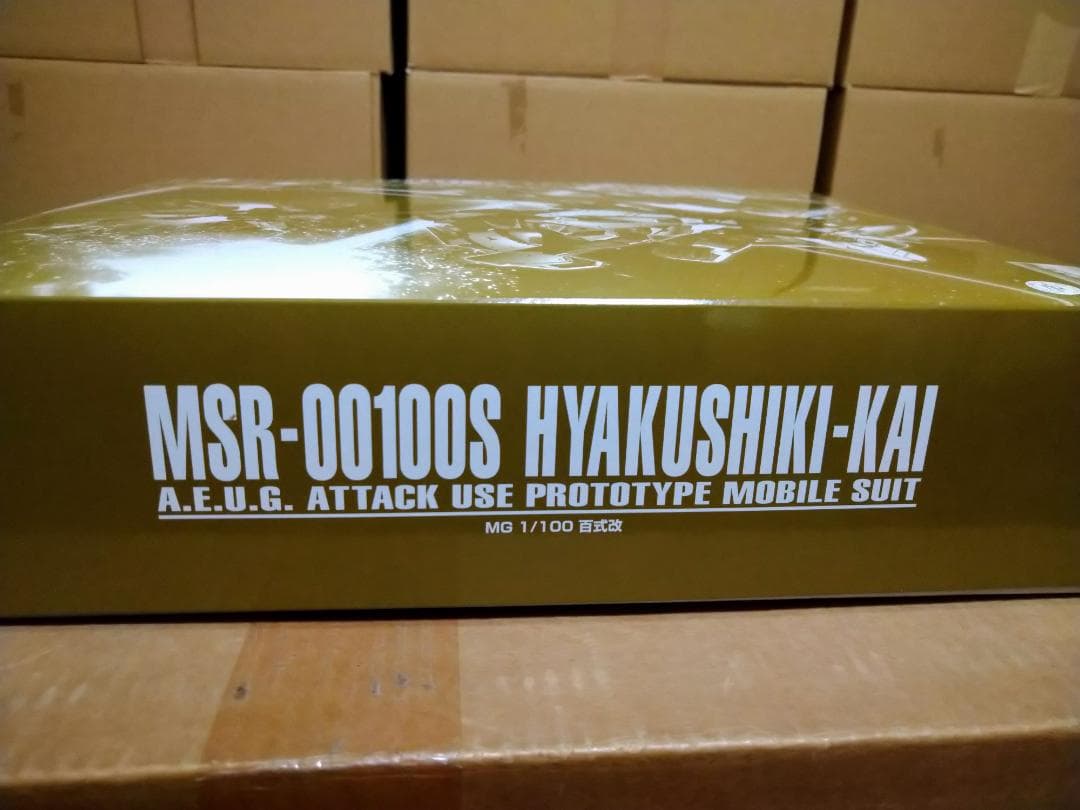 MSR-00100S HYAKUSHIKI-KAI
A.E.U.G. ATTACK USE PROTOTYPE MOBILE SUIT
MG 1/100 百式改